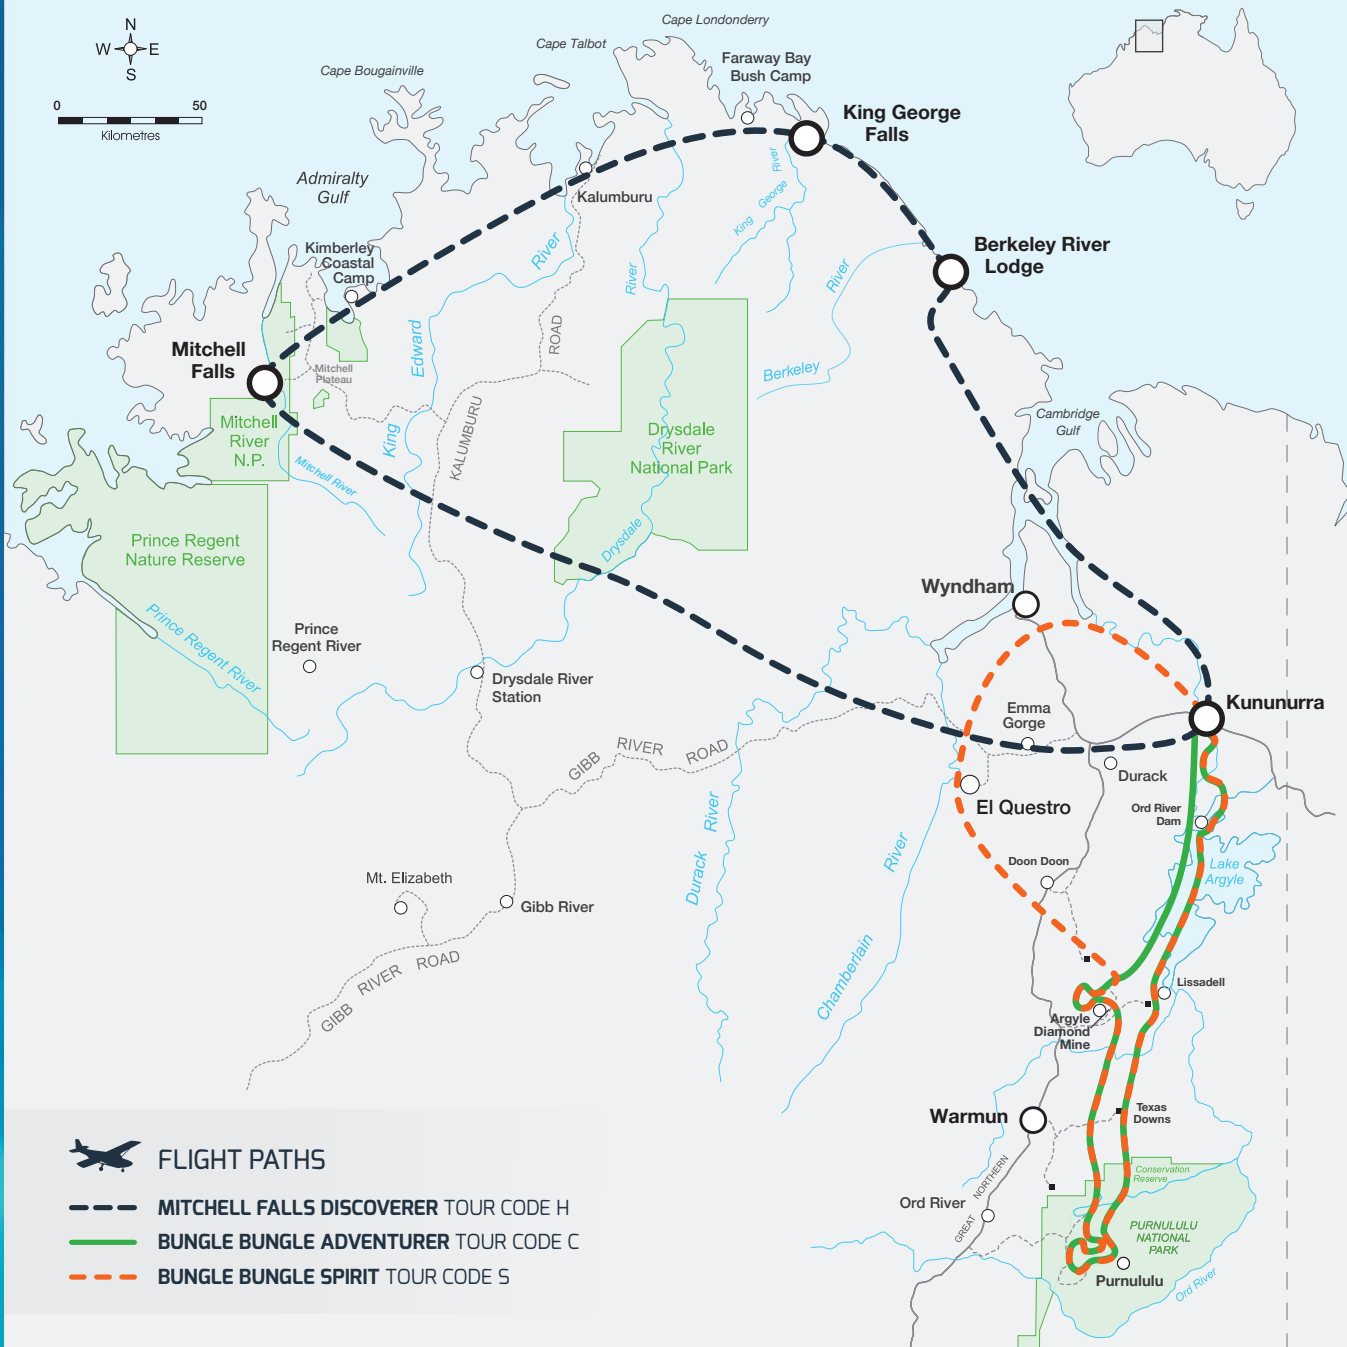 N
W
E
S
0
50
Kilometres
Cape Londonderry
Cape Talbot
Cape Bougainville
Faraway Bay
Bush Camp
King George
Falls
Admiralty
Gulf
Kalumburu
Kimberley
Coastal
Camp
River
River
King George
River
River
Berkeley
Berkeley River
Lodge
Mitchell
Falls
Mitchell
Plateau
Edward
King
ROAD
KALUMBURU
Mitchell
River
N.P.
Mitchell River
Drysdale
River
National Park
Drysdale
Cambridge
Gulf
Prince Regent
Nature Reserve
Prince Regent River
Prince
Regent River
Wyndham
Drysdale River
Station
Emma
Gorge
Kununurra
GIBB
RIVER
ROAD
Durack
El Questro
Ord River
Dam
Lake
Argyle
Durack
River
Chamberlain
River
Doon Doon
Mt. Elizabeth
Gibb River
GIBB
RIVER
ROAD
Lissadell
Argyle
Diamond
Mine
Warmun
Texas
Downs
Conservation
Reserve
Ord River
GREAT
NORTHERN
PURNULULU
NATIONAL
PARK
Purnululu
Ord River
FLIGHT PATHS
MITCHELL FALLS DISCOVERER TOUR CODE H
BUNGLE BUNGLE ADVENTURER TOUR CODE C
BUNGLE BUNGLE SPIRIT TOUR CODE S